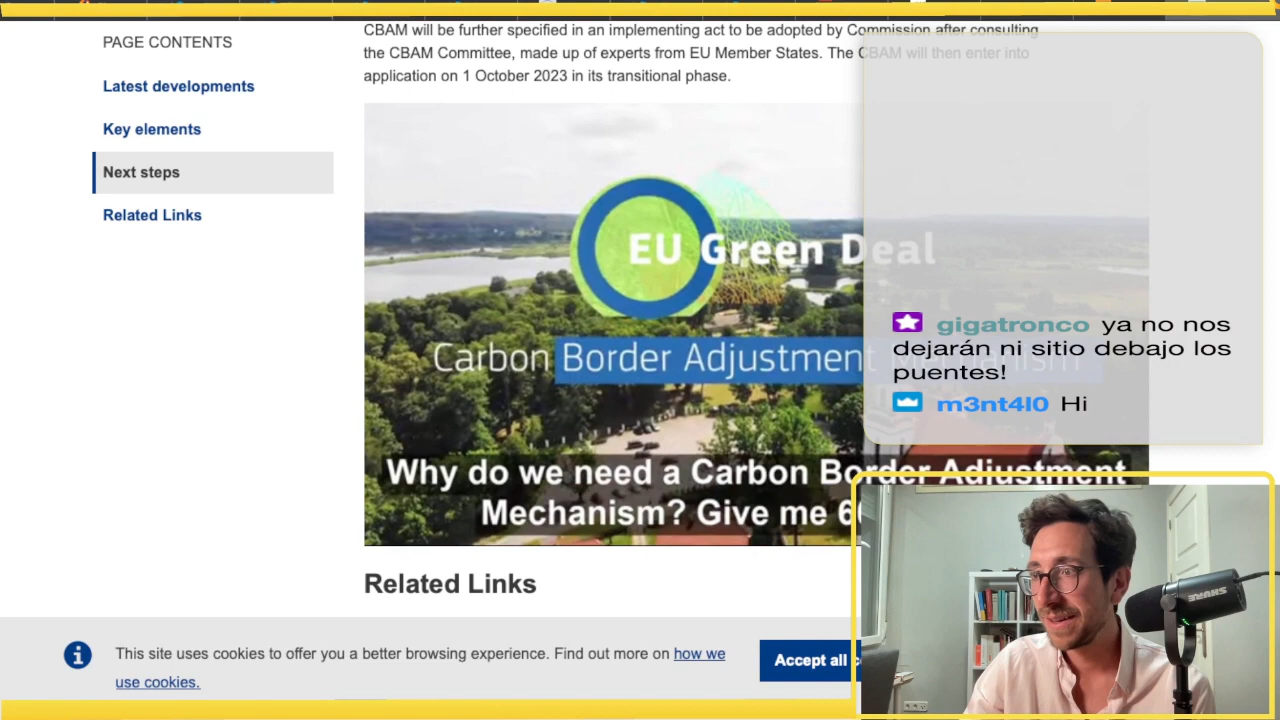 PAGE CONTENTS
Latest developments
Key elements
Next steps
Related Links
CBAM will be further specified in an implementing act to be adopted by Commission after consulting
the CBAM Committee, made up of experts from EU Member States. The CBAM will then enter into
application on 1 October 2023 in its transitional phase.
EU Green Deal
Carbon Border Adjustment Mechanism
Why do we need a Carbon Border Adjustment
Mechanism? Give me
Related Links
gigatronco ya no nos
dejarán ni sitio debajo los
puentes!
m3nt4l0 Hi
This site uses cookies to offer you a better browsing experience. Find out more on how we
use cookies.
Accept all
SHURE